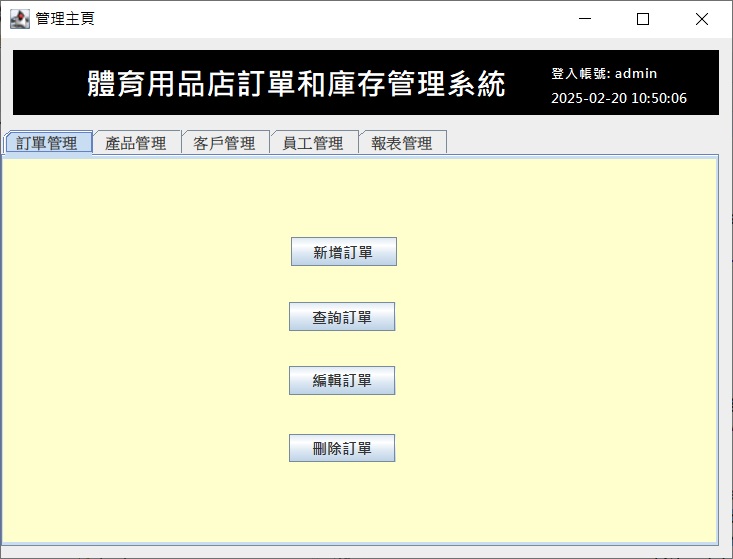 管理主頁
體育用品店訂單和庫存管理系統
登入帳號: admin
2025-02-20 10:50:06
訂單管理 產品管理 客戶管理 員工管理 報表管理
新增訂單
查詢訂單
編輯訂單
刪除訂單